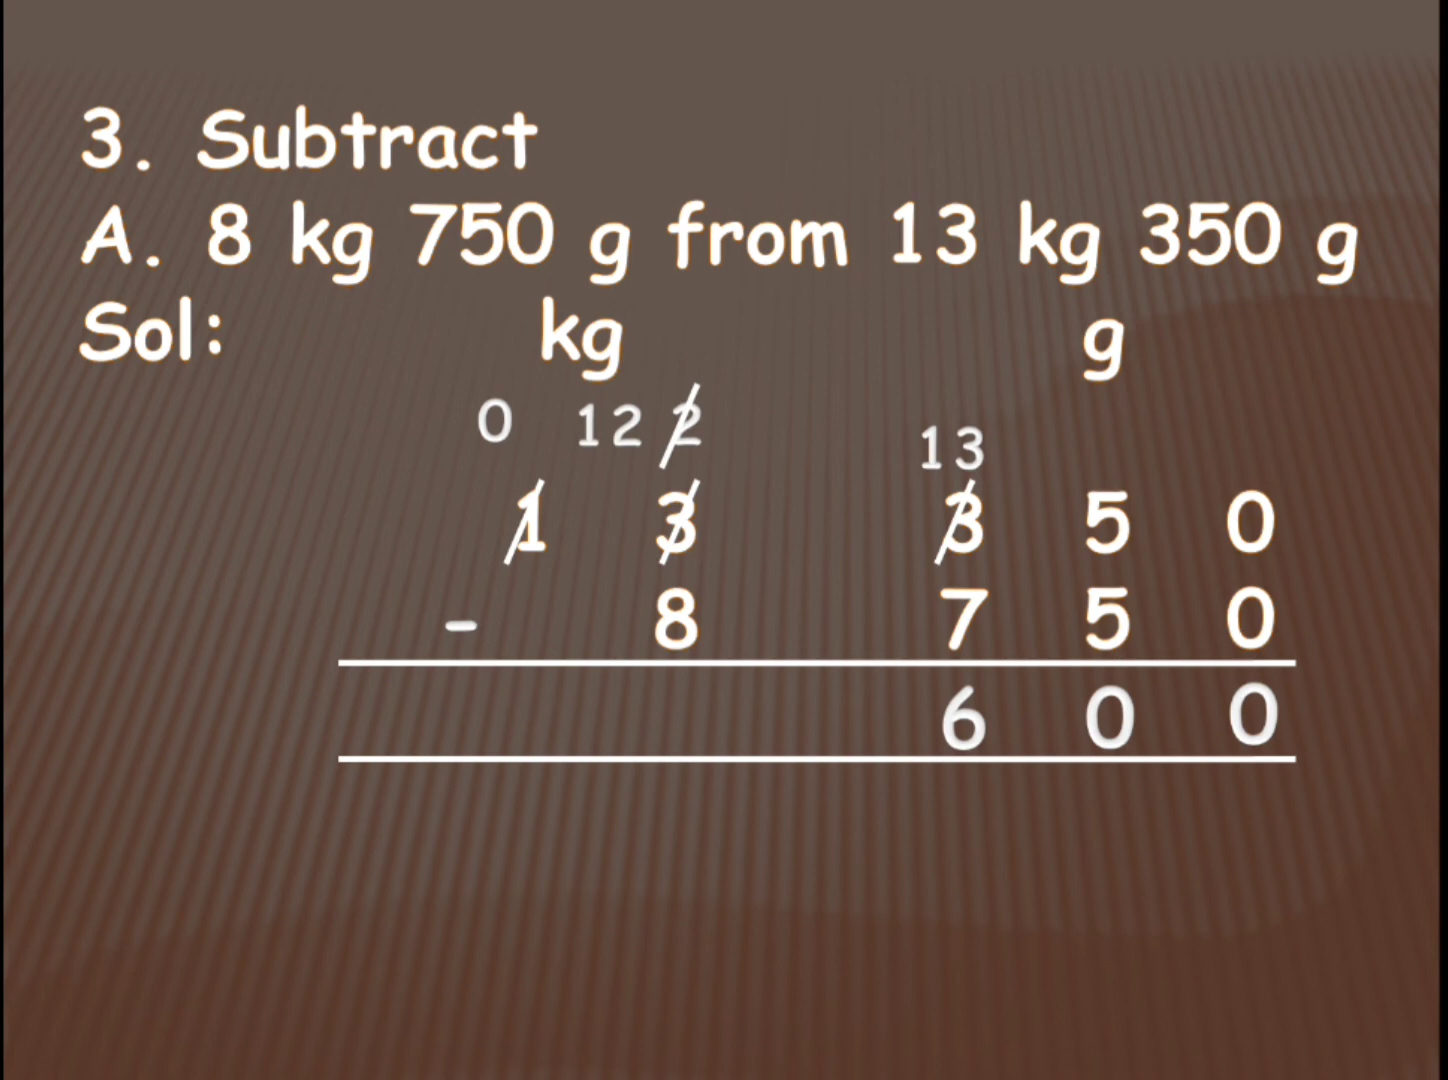 3. Subtract
A. 8 kg 750 g from 13 kg 350 g
Sol: kg g
0 12 2 13
1 3 3 5 0
- 8 7 5 0
6 0 0